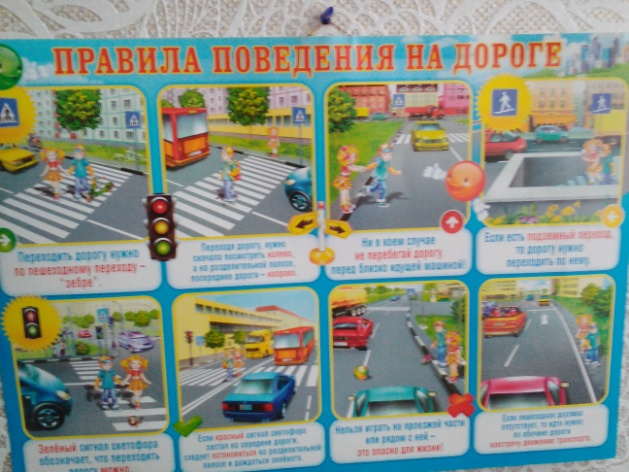 ПРАВИЛА ПОВЕДЕНИЯ НА ДОРОГЕ
Переходить дорогу нужно
по пешеходному переходу –
"зебре".
Переходя дорогу, нужно
сначала посмотреть налево,
а на разделительной полосе,
посередине дороги – направо.
Ни в коем случае
не перебегай дорогу
перед близко идущей машиной!
Если есть подземный переход,
то дорогу нужно
переходить по нему.
Зелёный сигнал светофора
обозначает, что переходить
дорогу можно
Если красный сигнал светофора
застал на середине дороги,
следует остановиться на разделительной
полосе и дождаться зелёного.
Нельзя играть на проезжей части
или рядом с ней –
это опасно для жизни!
Если пешеходная дорожка
отсутствует, то идти нужно
по обочине дороги
навстречу движению транспорта.